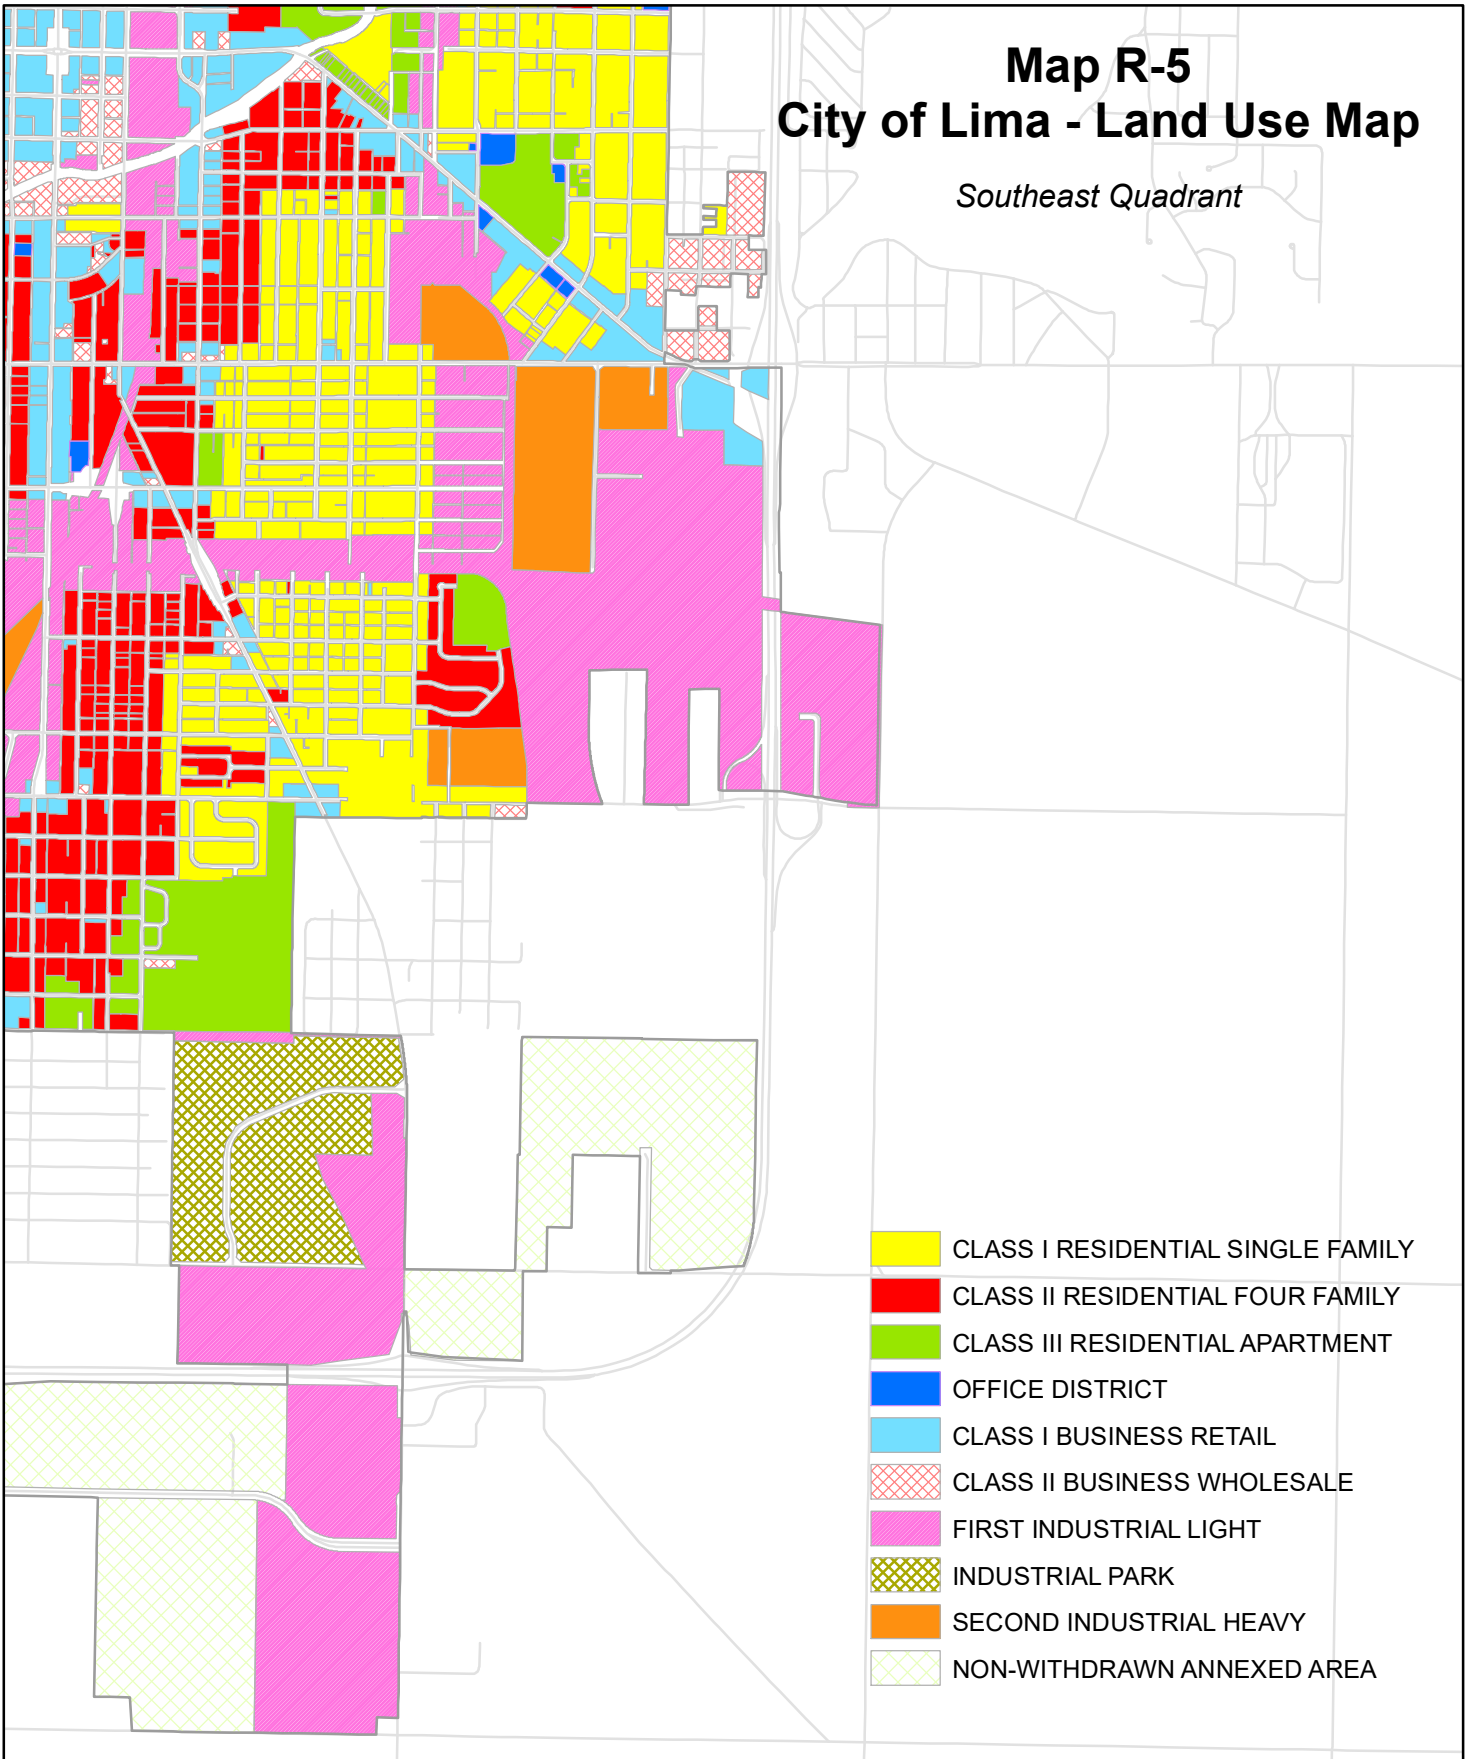 Map R-5
City of Lima - Land Use Map
Southeast Quadrant
CLASS I RESIDENTIAL SINGLE FAMILY
CLASS II RESIDENTIAL FOUR FAMILY
CLASS III RESIDENTIAL APARTMENT
OFFICE DISTRICT
CLASS I BUSINESS RETAIL
CLASS II BUSINESS WHOLESALE
FIRST INDUSTRIAL LIGHT
INDUSTRIAL PARK
SECOND INDUSTRIAL HEAVY
NON-WITHDRAWN ANNEXED AREA